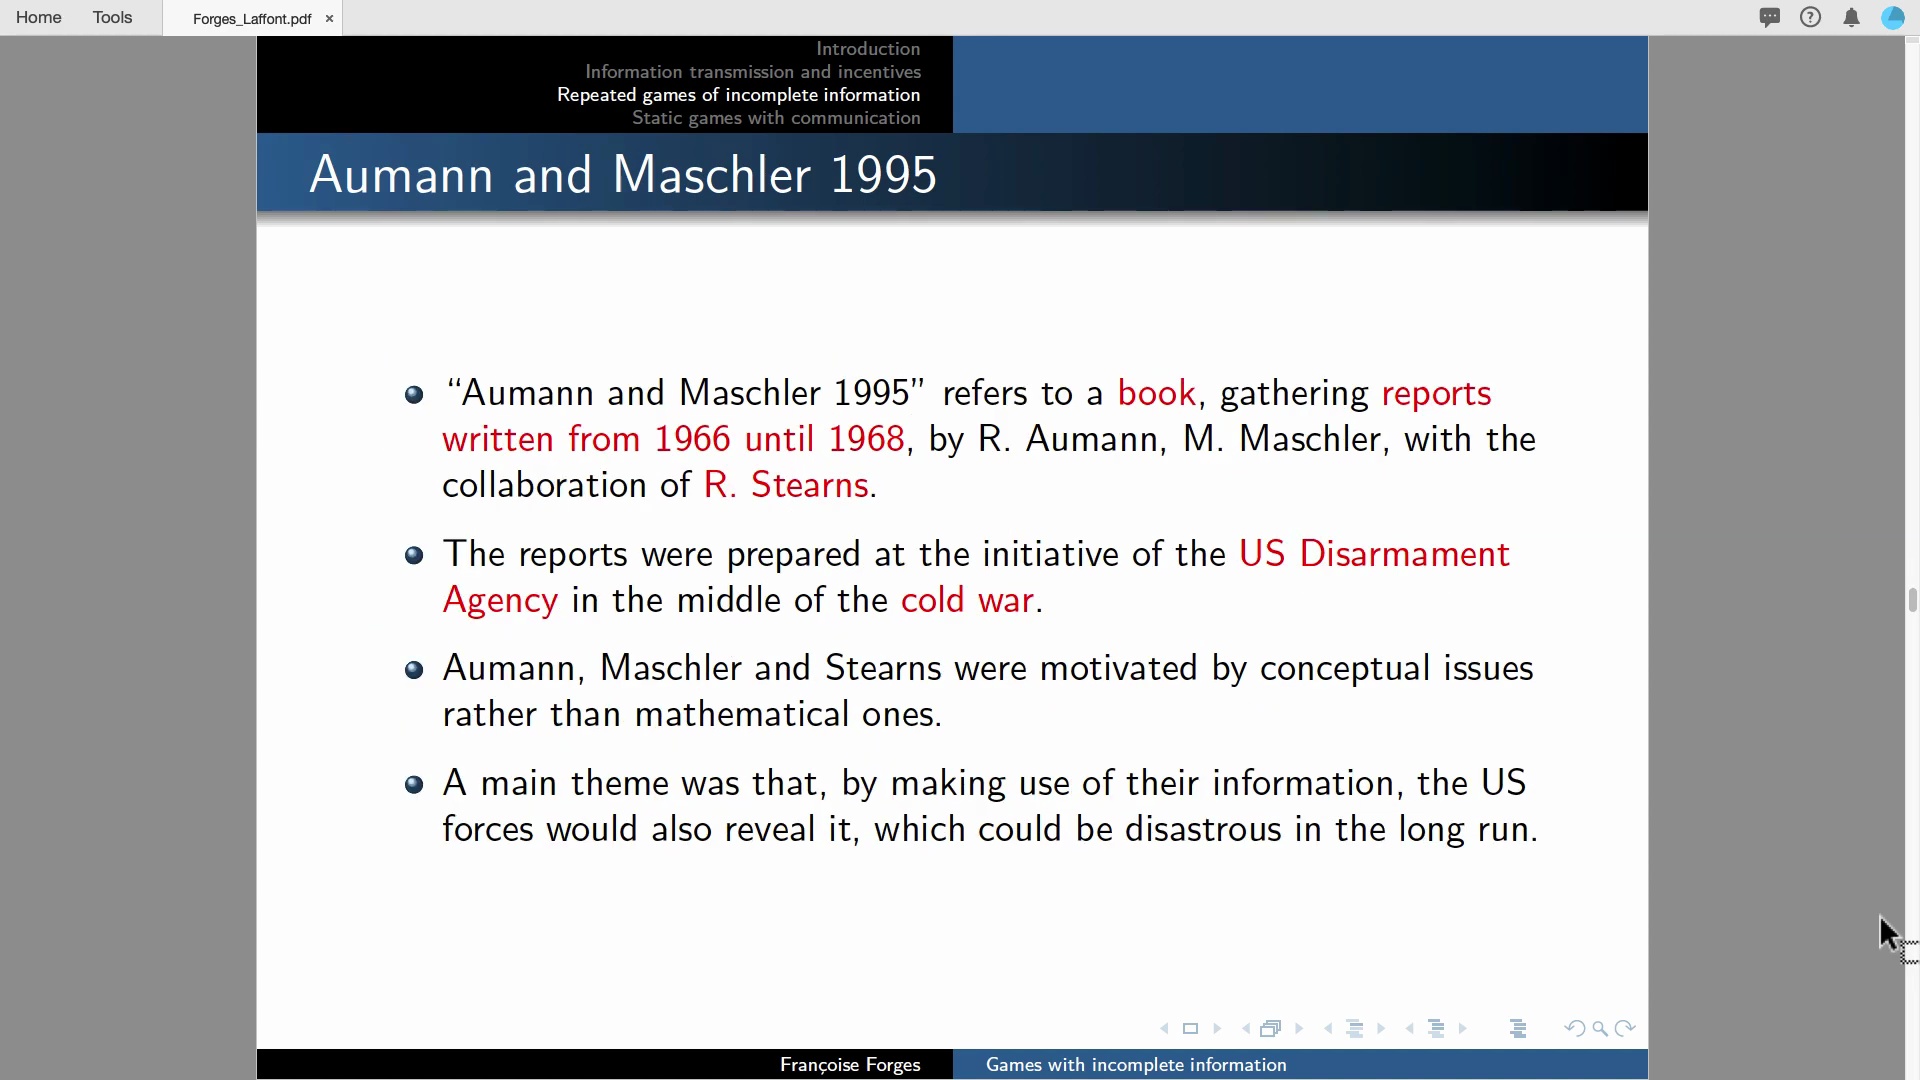 Home Tools Forges_Laffont.pdf ×
Introduction
Information transmission and incentives
Repeated games of incomplete information
Static games with communication
Aumann and Maschler 1995
“Aumann and Maschler 1995” refers to a book, gathering reports
written from 1966 until 1968, by R. Aumann, M. Maschler, with the
collaboration of R. Stearns.
The reports were prepared at the initiative of the US Disarmament
Agency in the middle of the cold war.
Aumann, Maschler and Stearns were motivated by conceptual issues
rather than mathematical ones.
A main theme was that, by making use of their information, the US
forces would also reveal it, which could be disastrous in the long run.
Françoise Forges Games with incomplete information